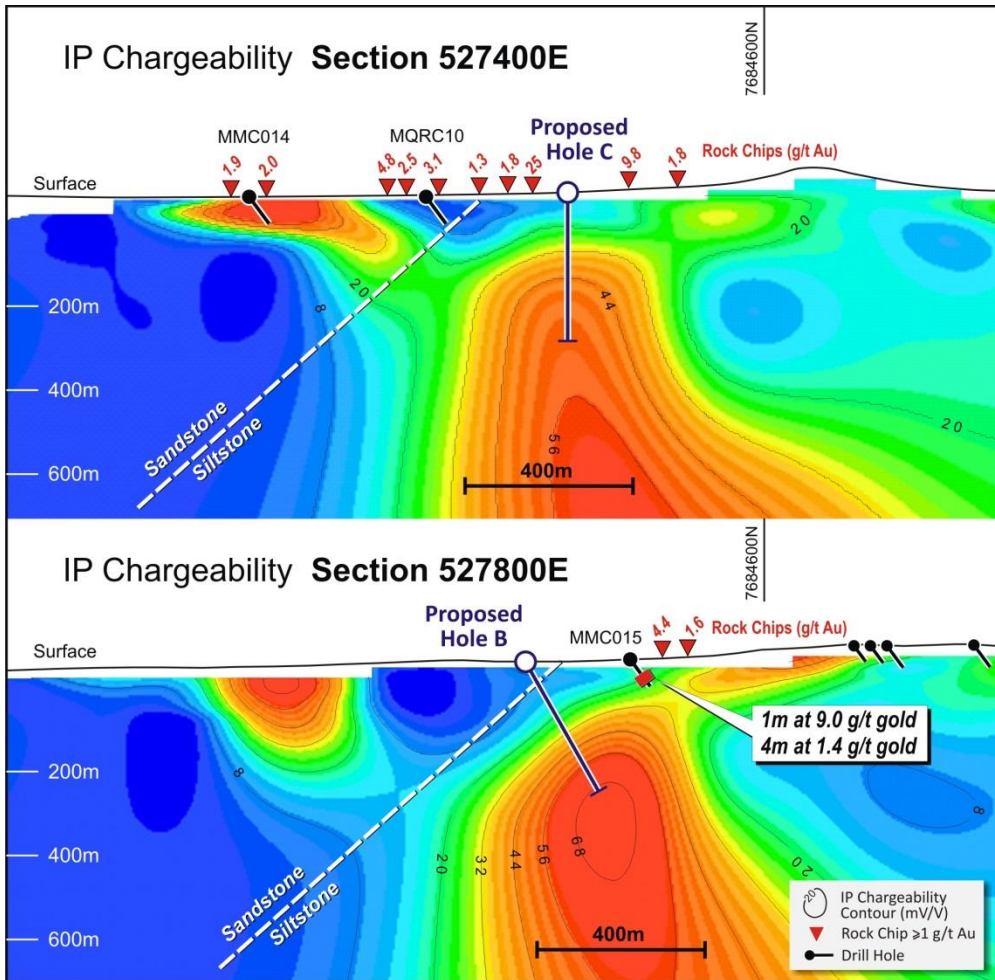 IP Chargeability Section 527400E
7684600N
MMC014
MQRC10
Proposed
Hole C
Rock Chips (g/t Au)
1.9
2.0
4.8
2.5
3.1
1.3
1.8
25
9.8
1.8
Surface
20
20
8
44
200m
400m
20
56
600m
Sandstone
Siltstone
400m
IP Chargeability Section 527800E
7684600N
Proposed
Hole B
MMC015
4.4
1.6
Rock Chips (g/t Au)
Surface
1m at 9.0 g/t gold
4m at 1.4 g/t gold
200m
8
8
400m
20
32
44
56
68
20
600m
Sandstone
Siltstone
400m
20
IP Chargeability
Contour (mV/V)
Rock Chip ≥1 g/t Au
Drill Hole